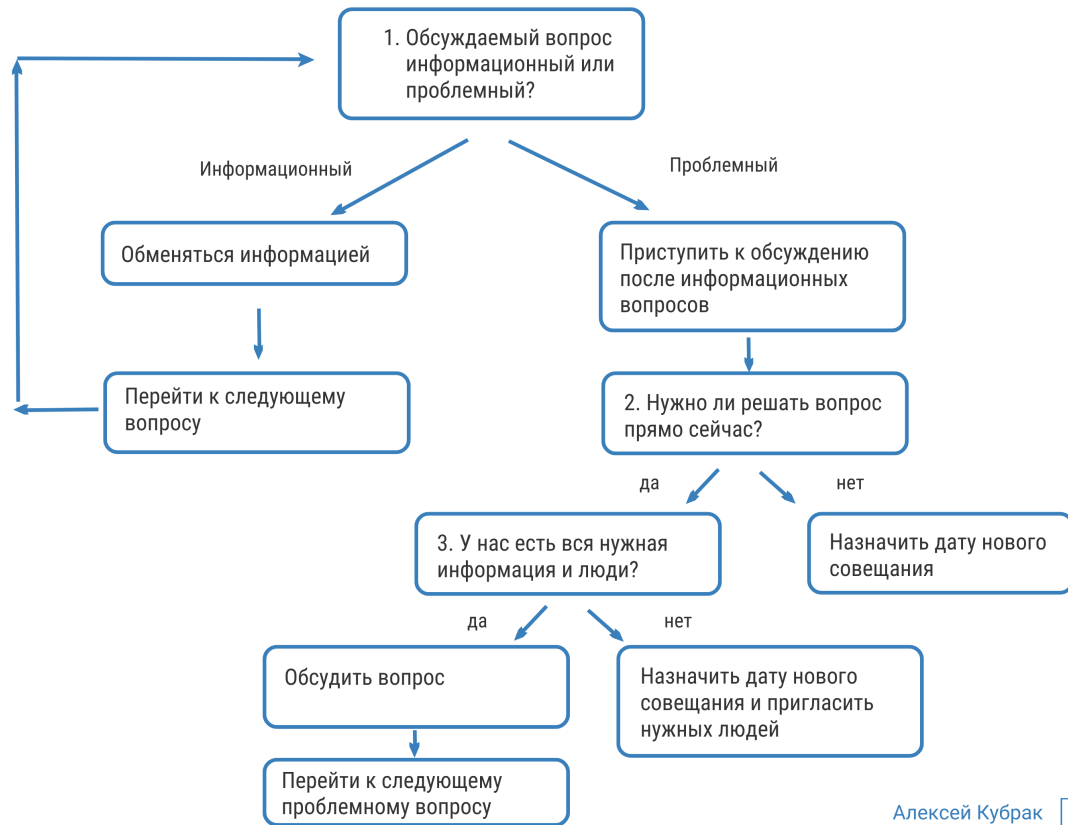 1. Обсуждаемый вопрос
информационный или
проблемный?
Информационный
Проблемный
Обменяться информацией
Приступить к обсуждению
после информационных
вопросов
Перейти к следующему
вопросу
2. Нужно ли решать вопрос
прямо сейчас?
да
нет
3. У нас есть вся нужная
информация и люди?
Назначить дату нового
совещания
да
нет
Обсудить вопрос
Назначить дату нового
совещания и пригласить
нужных людей
Перейти к следующему
проблемному вопросу
Алексей Кубрак